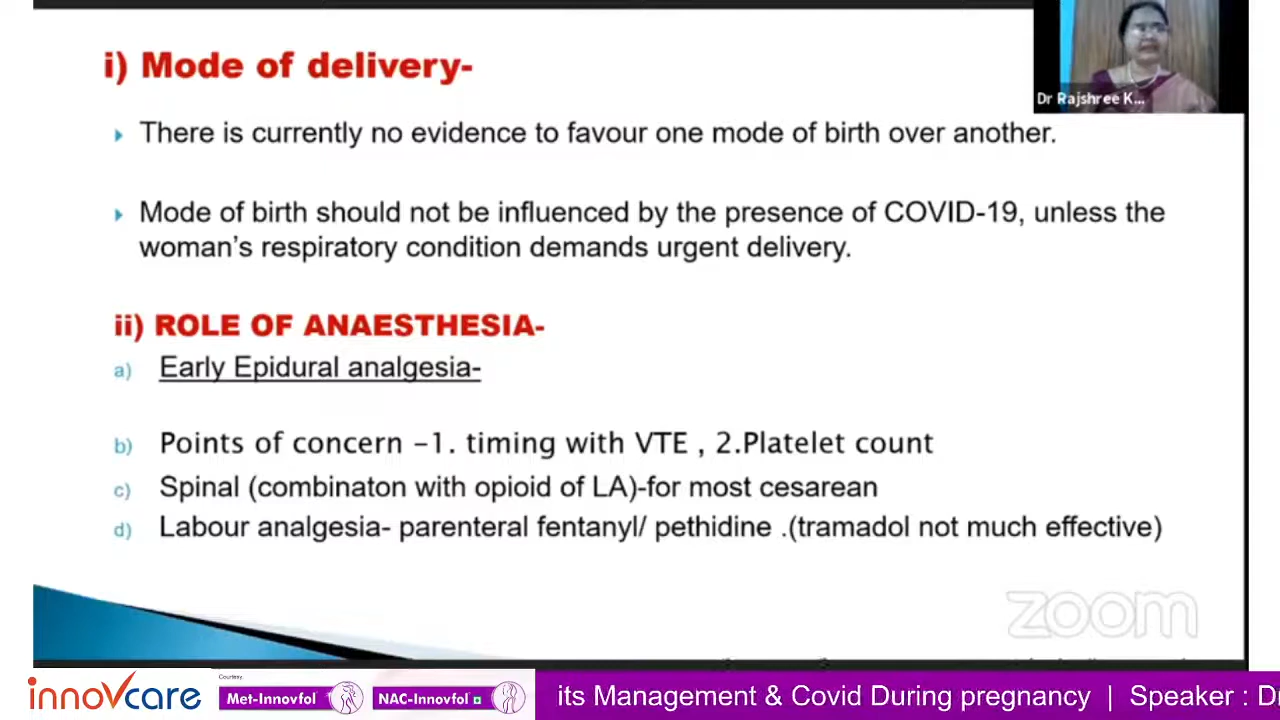 i) Mode of delivery-
Dr Rajshree K...
There is currently no evidence to favour one mode of birth over another.
Mode of birth should not be influenced by the presence of COVID-19, unless the
woman's respiratory condition demands urgent delivery.
ii) ROLE OF ANAESTHESIA-
a) Early Epidural analgesia-
b) Points of concern –1. timing with VTE , 2.Platelet count
c) Spinal (combinaton with opioid of LA)-for most cesarean
d) Labour analgesia- parenteral fentanyl/ pethidine .(tramadol not much effective)
zoom
innovcare
Courtesy
Met-Innovfol
NAC-Innovfol
its Management & Covid During pregnancy | Speaker : D